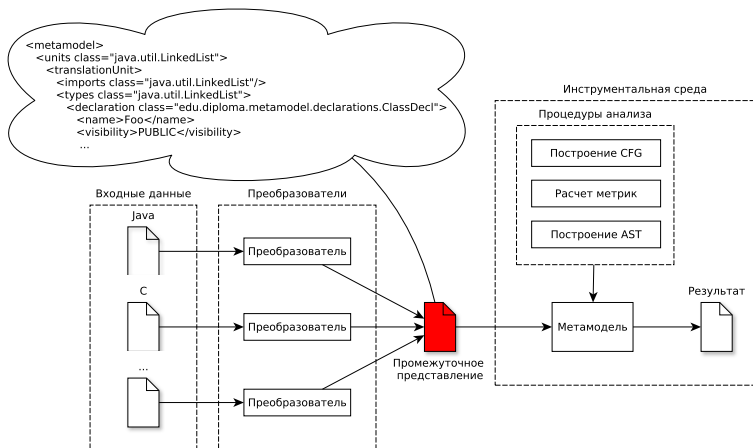 <metamodel>
<units class="java.util.LinkedList">
<translationUnit>
<imports class="java.util.LinkedList"/>
<types class="java.util.LinkedList">
<declaration class="edu.diploma.metamodel.declarations.ClassDecl">
<name>Foo</name>
<visibility>PUBLIC</visibility>
...
Инструментальная среда
Процедуры анализа
Построение CFG
Расчет метрик
Построение AST
Входные данные
Преобразователи
Java
Преобразователь
C
Преобразователь
...
Преобразователь
Промежуточное
представление
Метамодель
Результат